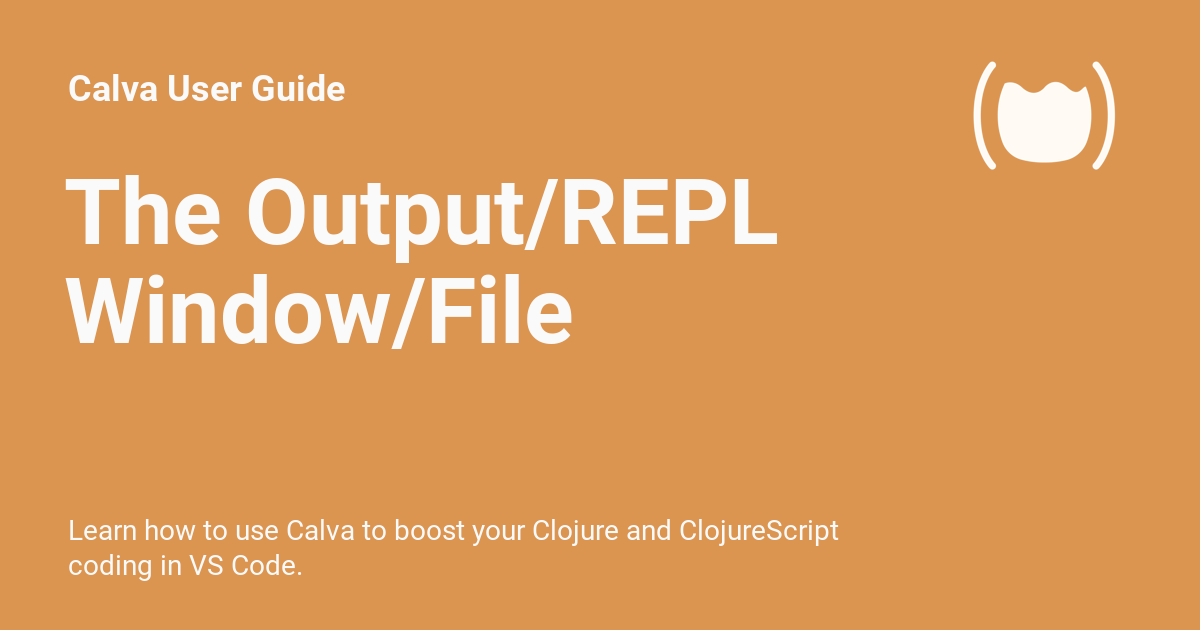 Calva User Guide
The Output/REPL
Window/File
Learn how to use Calva to boost your Clojure and ClojureScript
coding in VS Code.